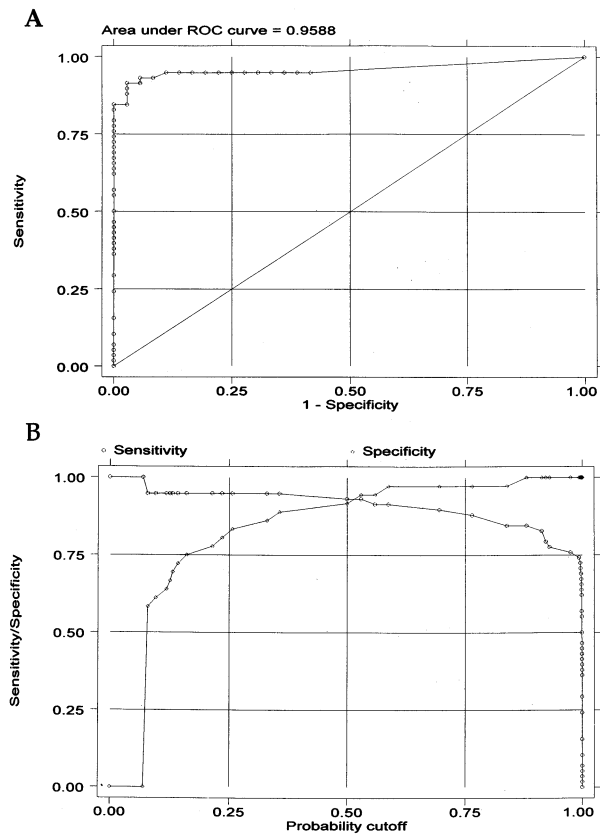 A
Area under ROC curve = 0.9588
1.00
0.75
0.50
0.25
0.00
Sensitivity
0.00 0.25 0.50 0.75 1.00
1 - Specificity
B
Sensitivity Specificity
1.00
0.75
0.50
0.25
0.00
Sensitivity/Specificity
0.00 0.25 0.50 0.75 1.00
Probability cutoff